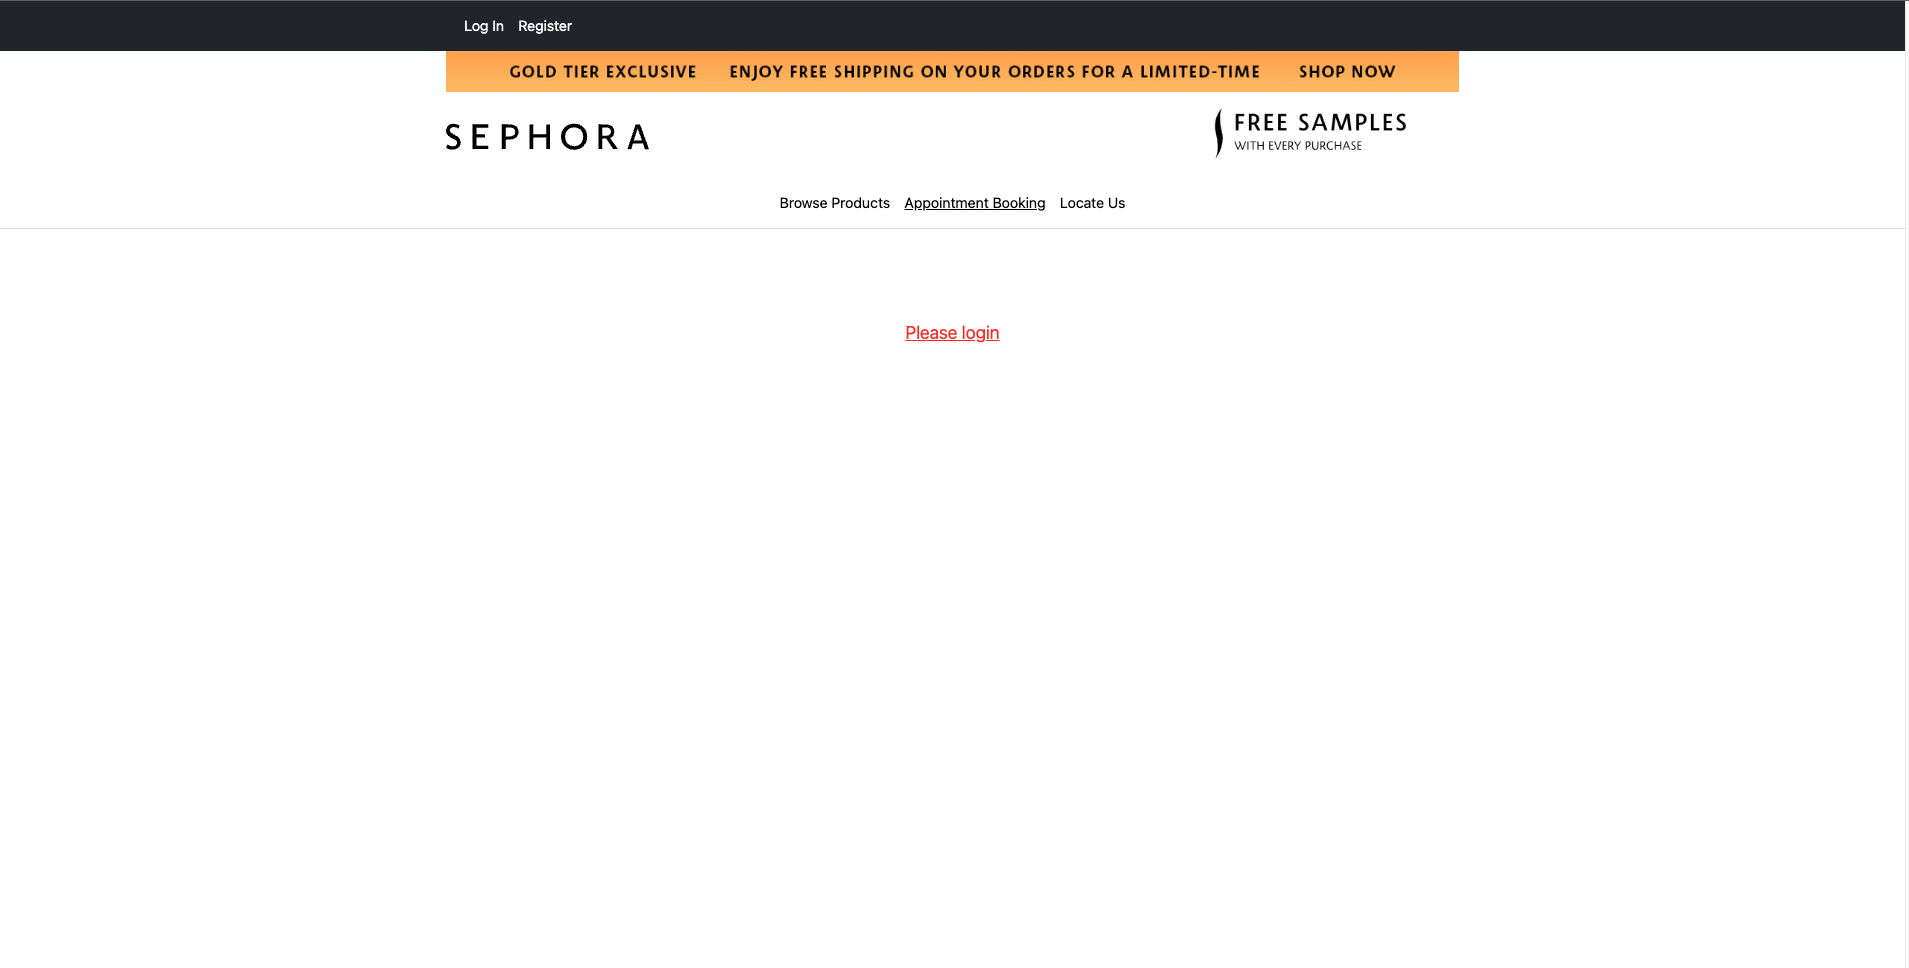 Log In Register
GOLD TIER EXCLUSIVE ENJOY FREE SHIPPING ON YOUR ORDERS FOR A LIMITED-TIME SHOP NOW
SEPHORA
FREE SAMPLES
WITH EVERY PURCHASE
Browse Products Appointment Booking Locate Us
Please login